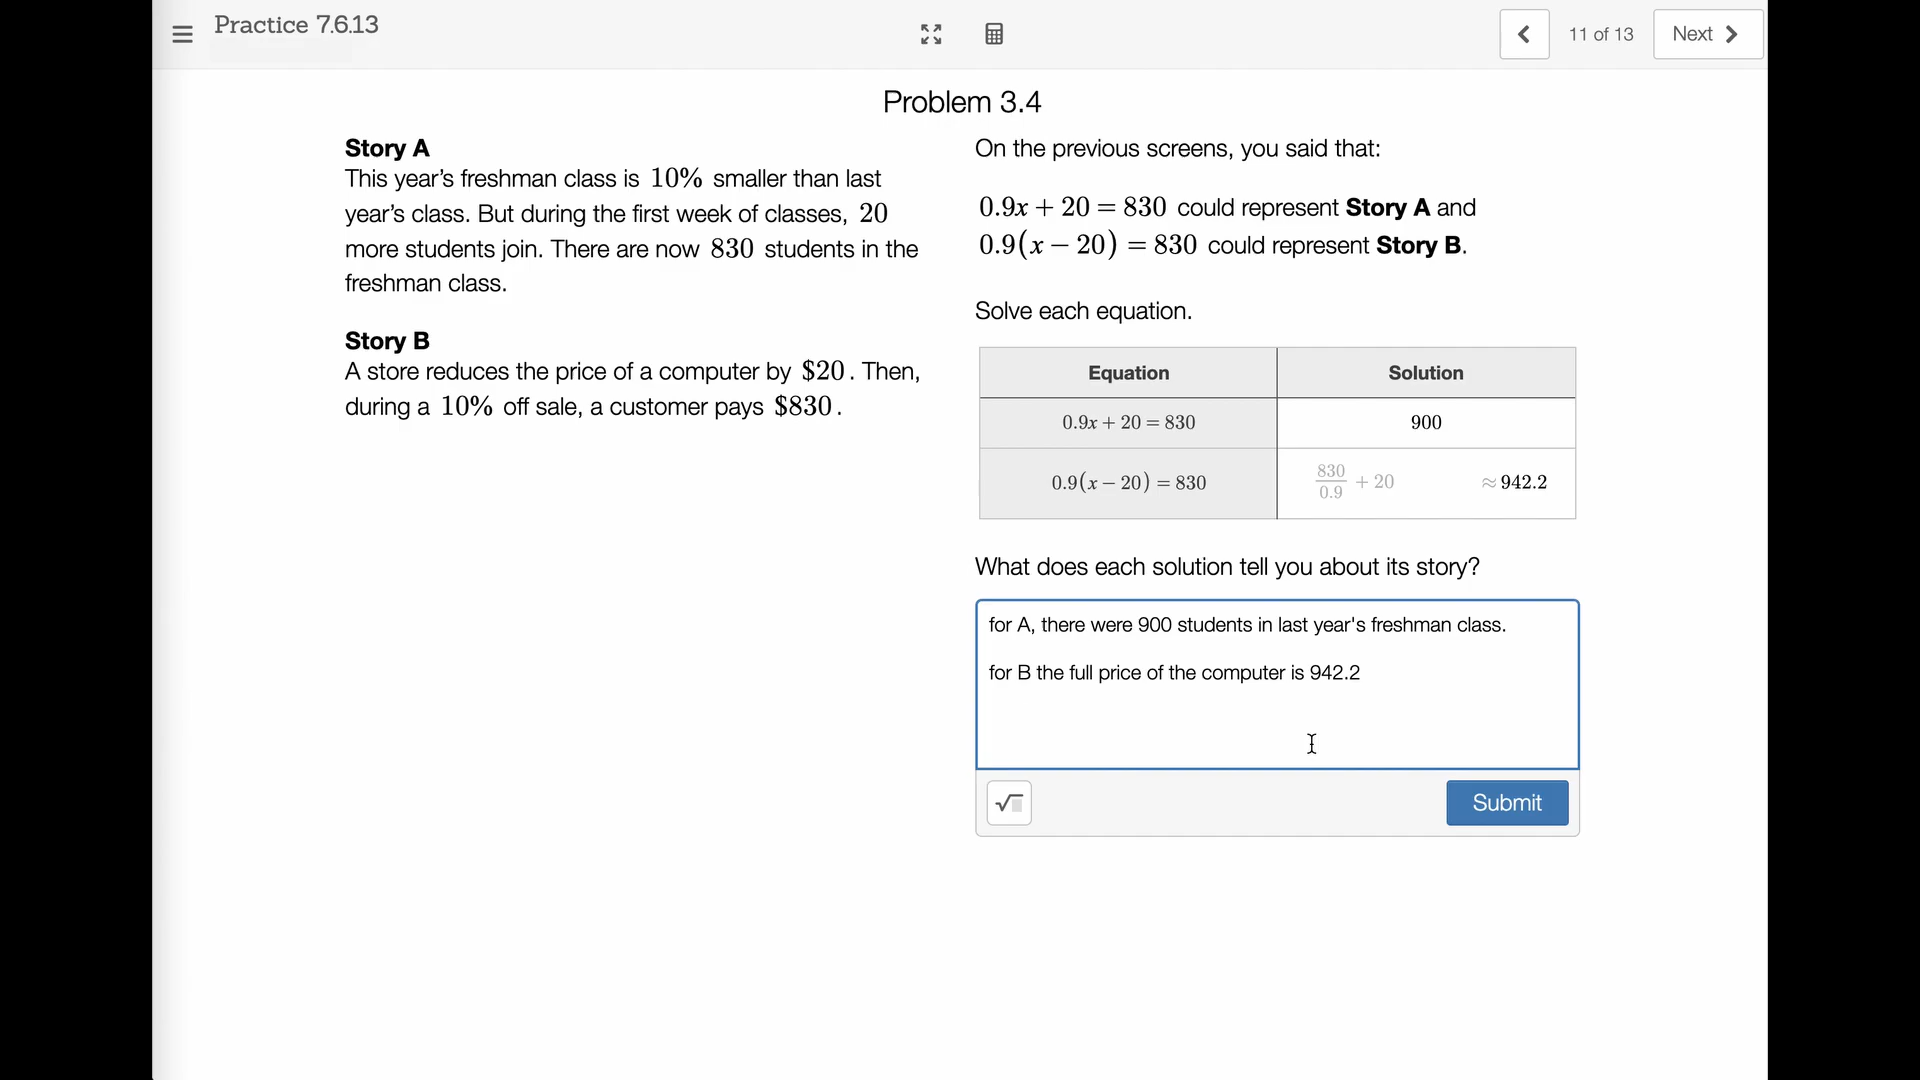 Practice 7.6.13
11 of 13
Next
Problem 3.4
Story A
This year's freshman class is 10% smaller than last
year's class. But during the first week of classes, 20
more students join. There are now 830 students in the
freshman class.
Story B
A store reduces the price of a computer by $20. Then,
during a 10% off sale, a customer pays $830.
On the previous screens, you said that:
0.9x + 20 = 830 could represent Story A and
0.9(x − 20) = 830 could represent Story B.
Solve each equation.
Equation Solution
0.9x + 20 = 830 900
0.9(x − 20) = 830 830/0.9 + 20 ≈ 942.2
What does each solution tell you about its story?
for A, there were 900 students in last year's freshman class.
for B the full price of the computer is 942.2
√
Submit